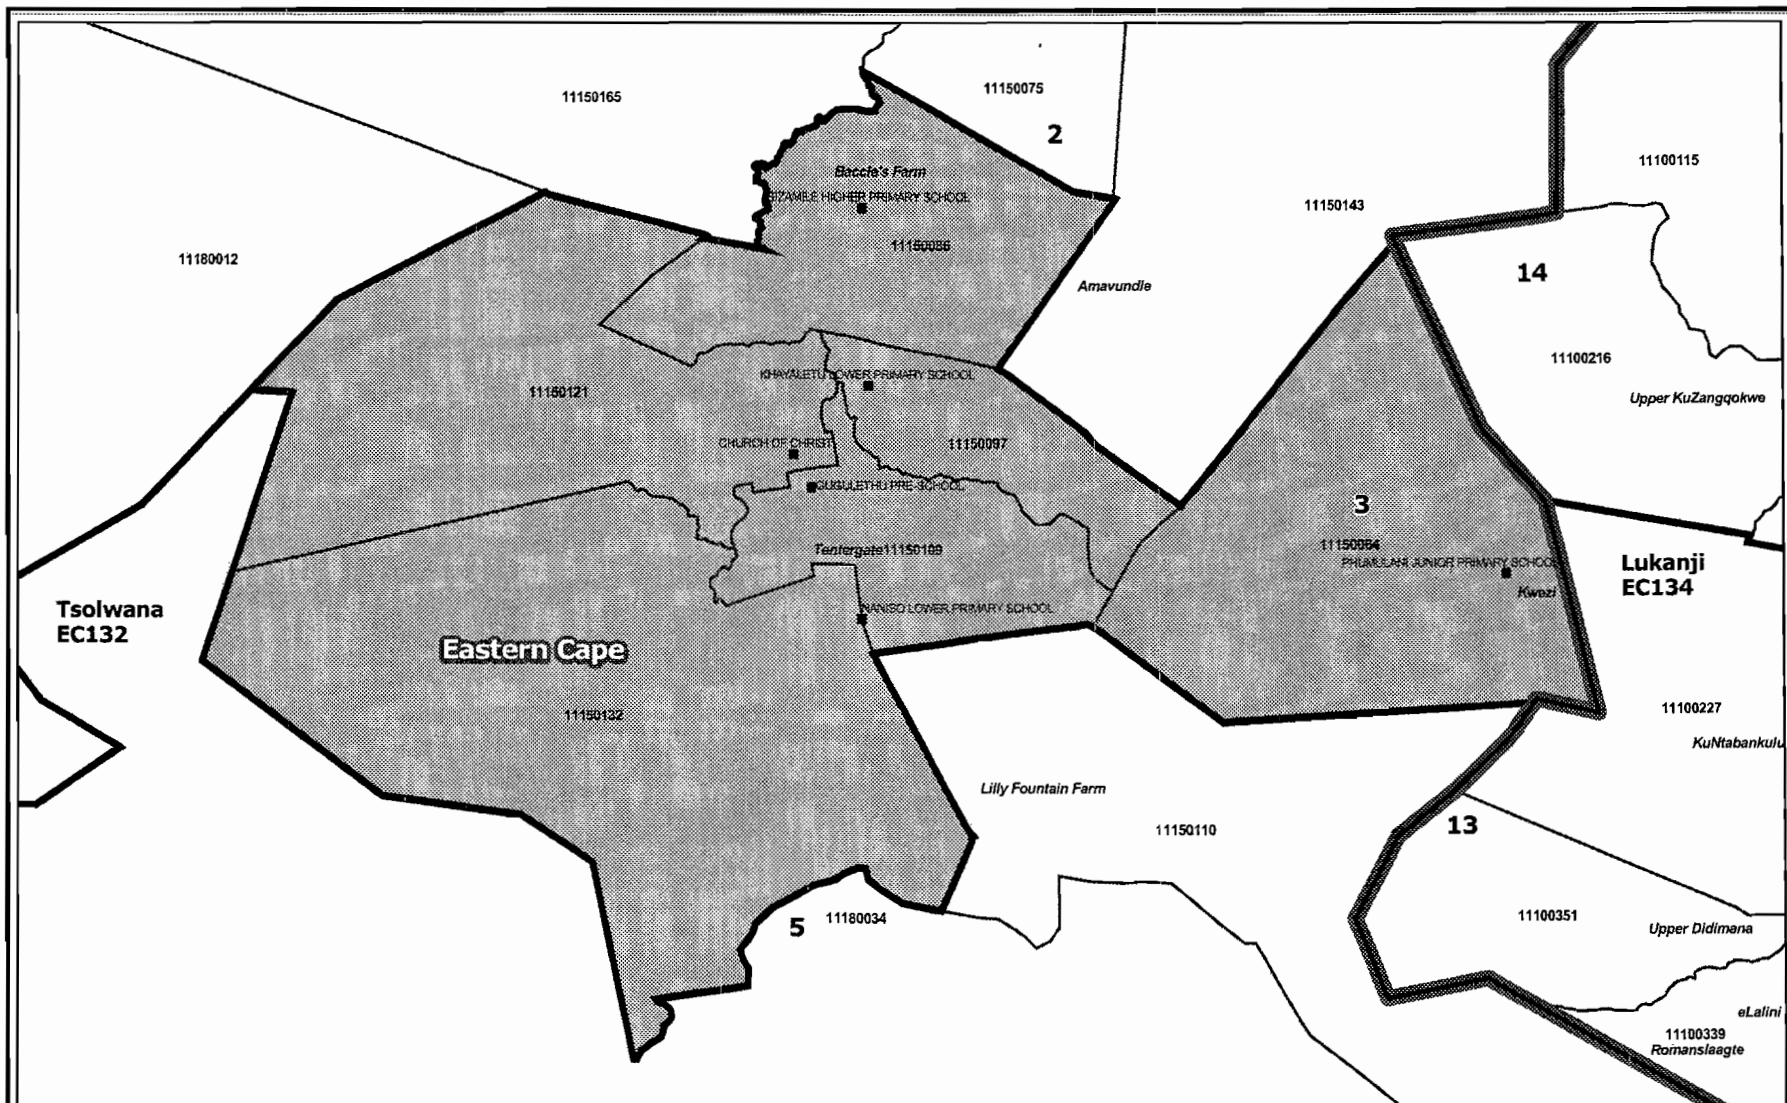 11150165
11150075
2
11100115
Baccle's Farm
SIZAMILE HIGHER PRIMARY SCHOOL
11150143
11150086
11180012
14
Amavundle
11100216
KHAYALETU LOWER PRIMARY SCHOOL
11150121
Upper KuZangqokwe
CHURCH OF CHRIST
11150097
GUGULETHU PRE-SCHOOL
3
Tentergate11150109
11150064
PHUMULANI JUNIOR PRIMARY SCHOOL
Lukanji
EC134
Kwezi
Tsolwana
EC132
NANISO LOWER PRIMARY SCHOOL
Eastern Cape
11150132
11100227
KuNtabankulu
Lilly Fountain Farm
11150110
13
5
11180034
11100351
Upper Didimana
eLalini
11100339
Romanslaagte